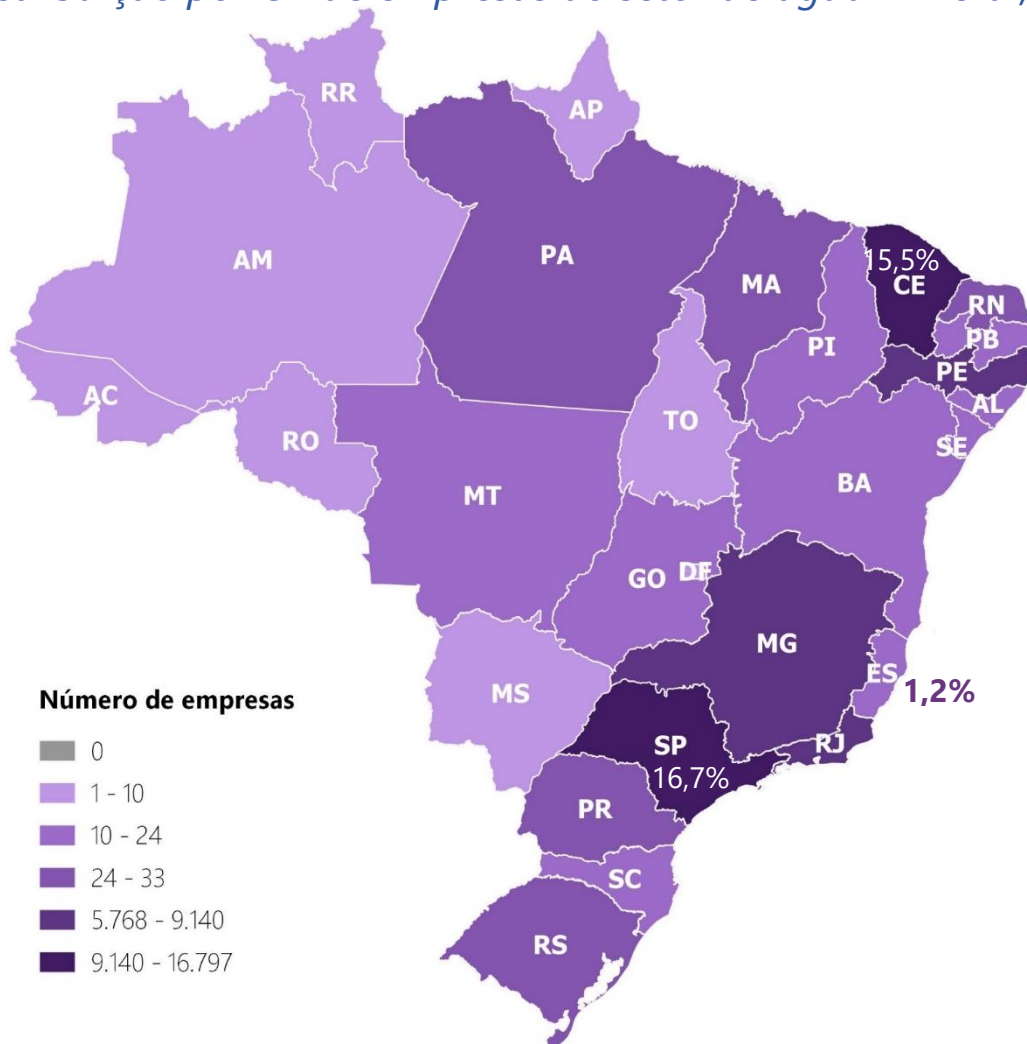 por
RR
AP
AM
PA
MA
15,5%
CE
RN
PI
PB
PE
AC
AL
TO
RO
SE
MT
BA
GO
DF
MG
ES
MS
1,2%
Número de empresas
SP
RJ
16,7%
0
1 - 10
PR
10 - 24
24 - 33
SC
5.768 - 9.140
RS
9.140 - 16.797